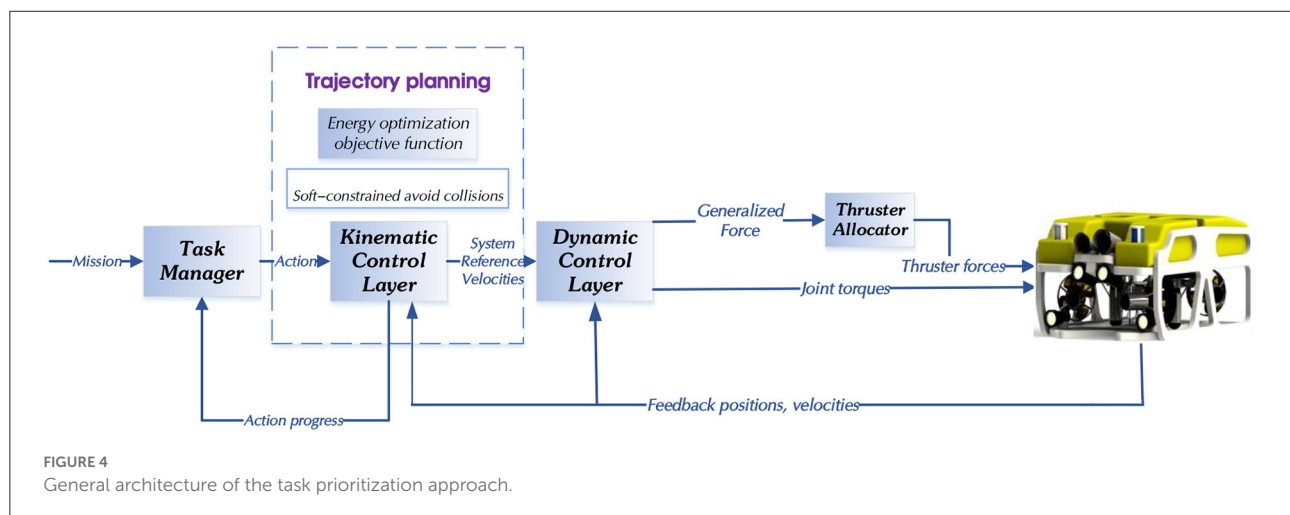 Trajectory planning
Energy optimization
objective function
Soft-constrained avoid collisions
Mission
Task
Manager
Action
Kinematic
Control
Layer
System
Reference
Velocities
Dynamic
Control
Layer
Generalized
Force
Thruster
Allocator
Thruster forces
Joint torques
Action progress
Feedback positions, velocities
FIGURE 4
General architecture of the task prioritization approach.